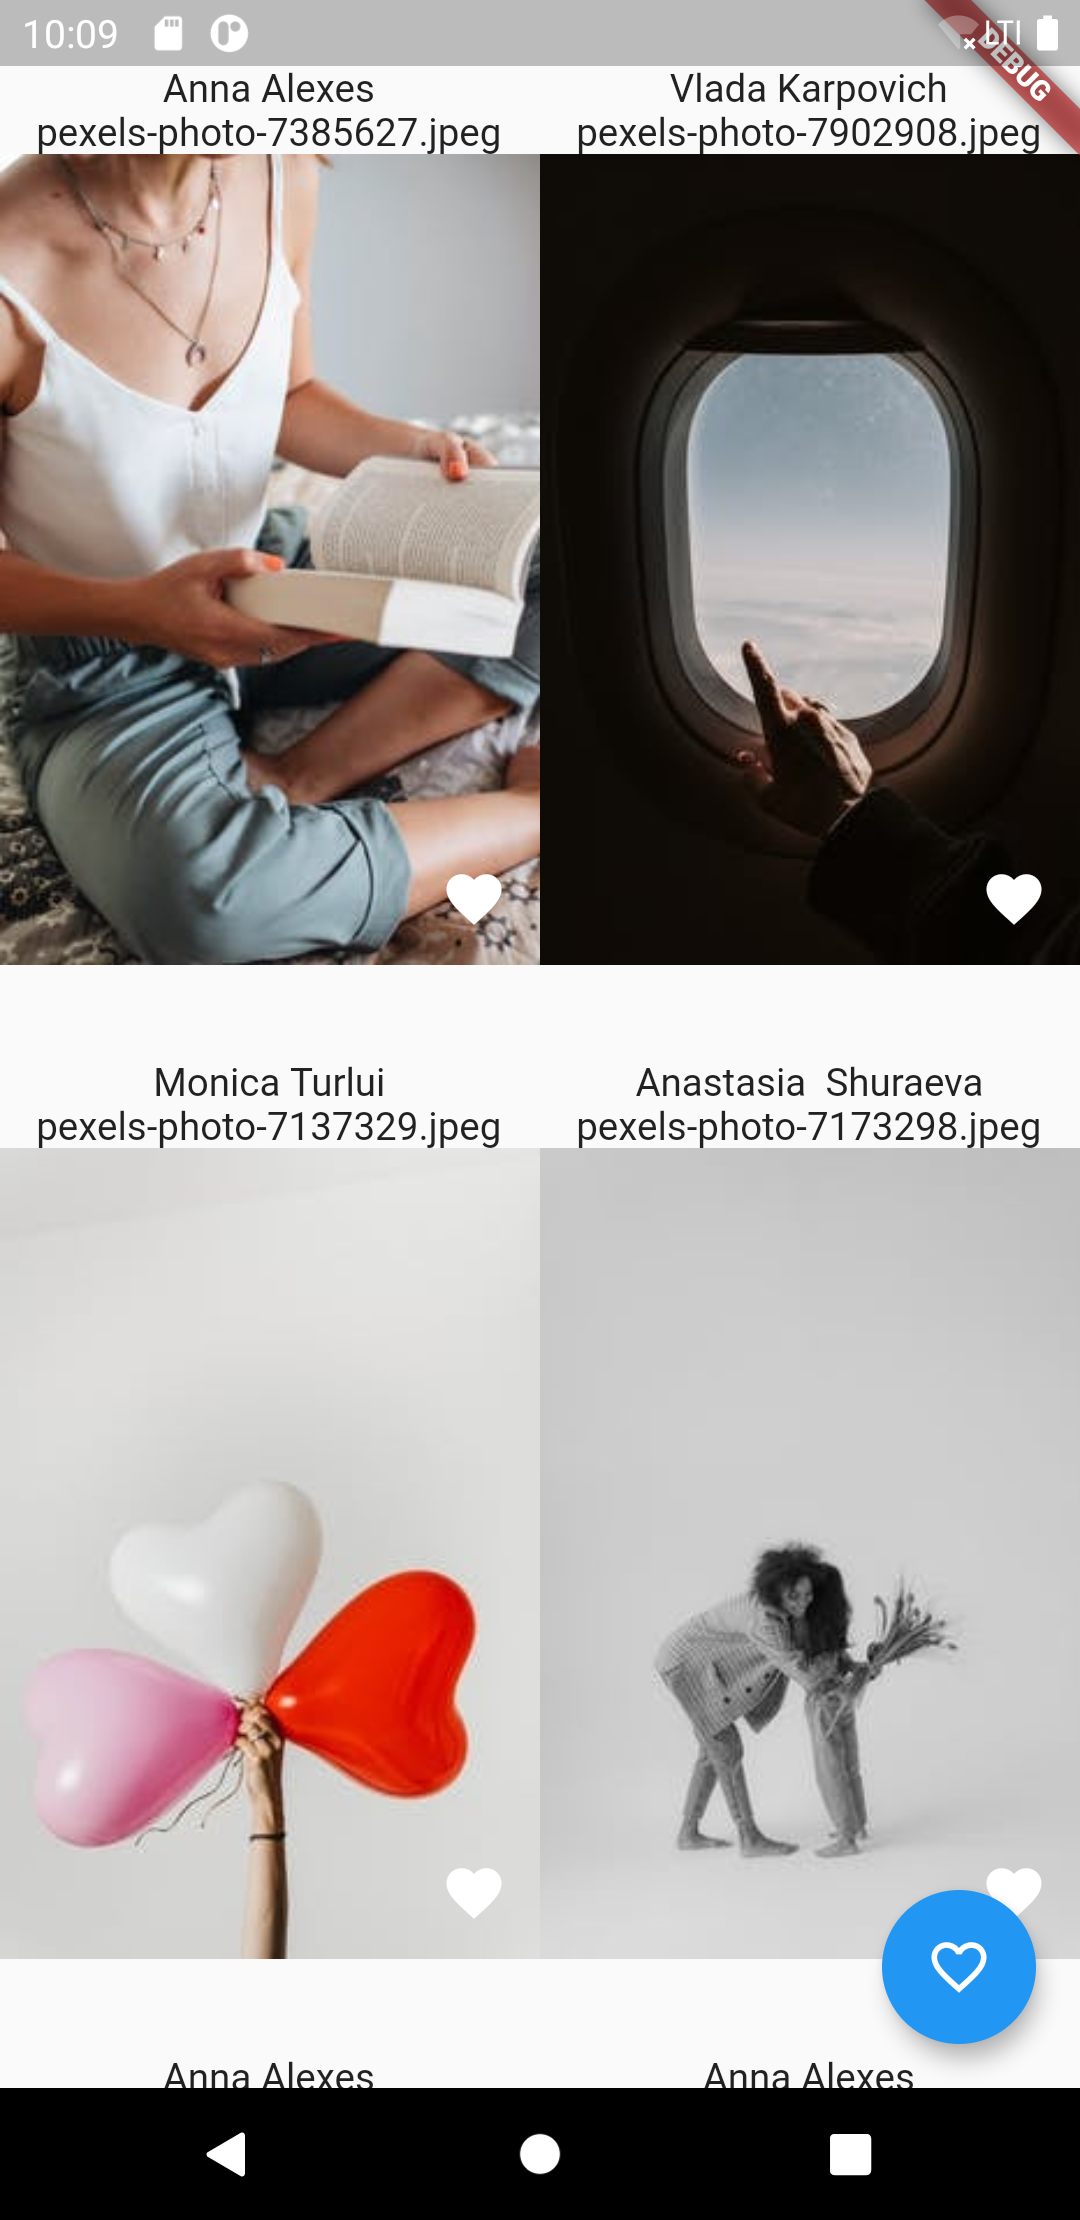 10:09
DEBUG
Anna Alexes
pexels-photo-7385627.jpeg
Vlada Karpovich
pexels-photo-7902908.jpeg
Monica Turlui
pexels-photo-7137329.jpeg
Anastasia  Shuraeva
pexels-photo-7173298.jpeg
Anna Alexes
Anna Alexes